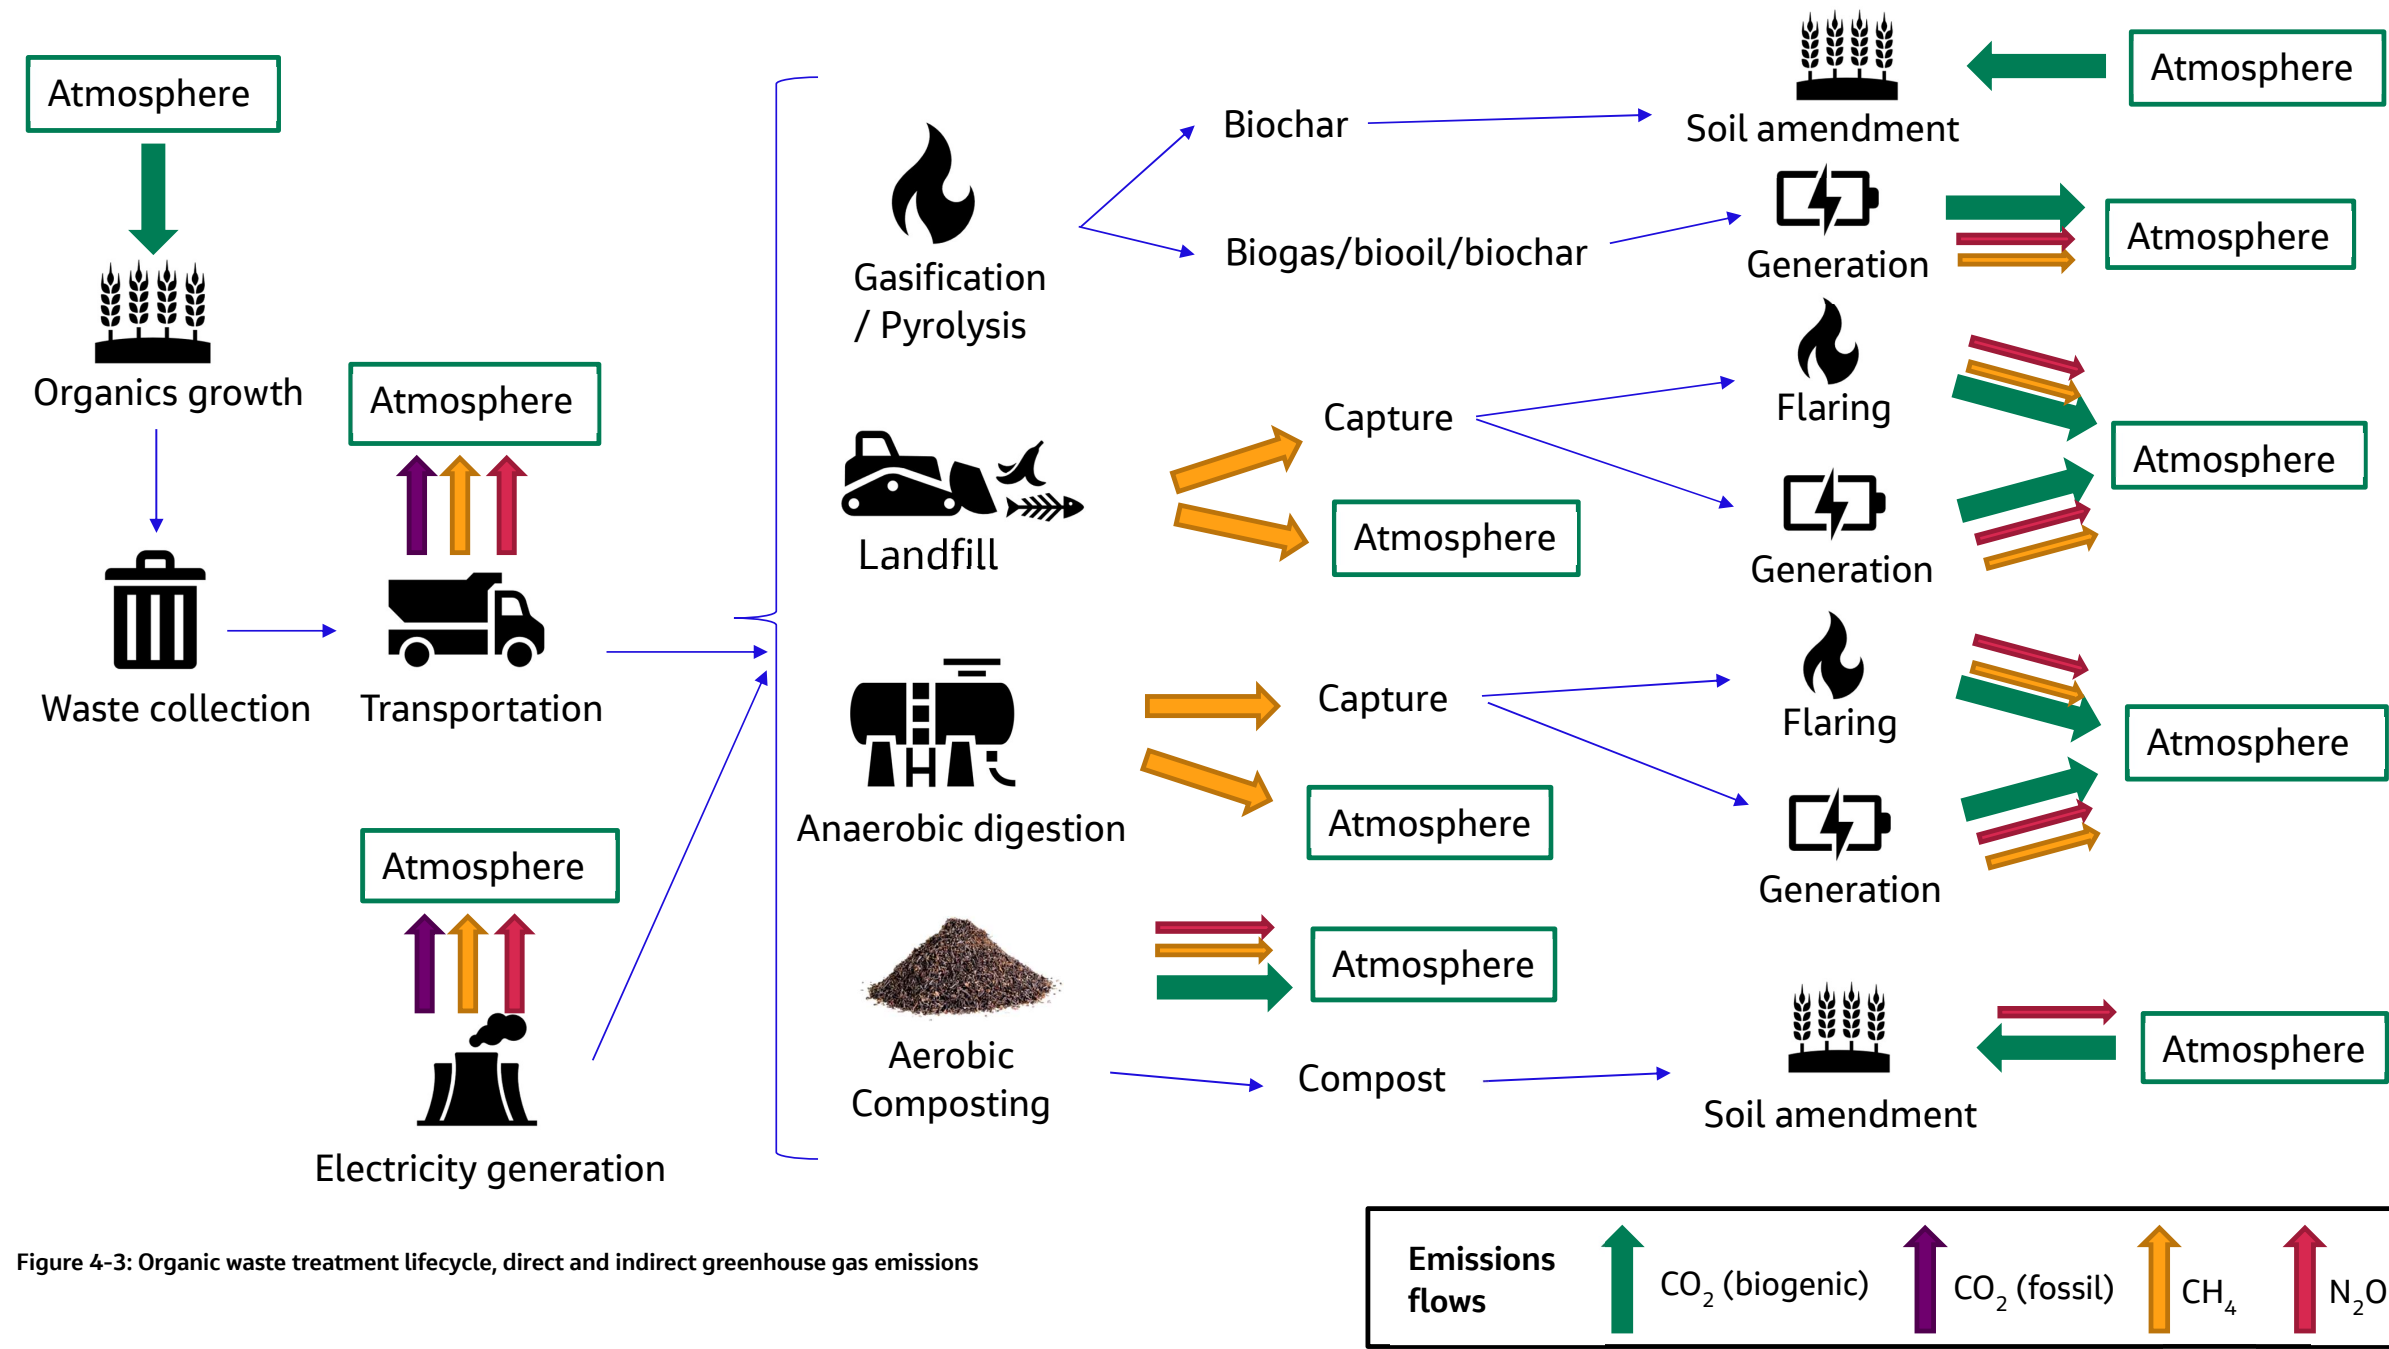 Atmosphere
Organics growth
Waste collection
Atmosphere
Transportation
Atmosphere
Electricity generation
Gasification
/ Pyrolysis
Biochar
Soil amendment
Atmosphere
Biogas/biooil/biochar
Generation
Atmosphere
Landfill
Capture
Atmosphere
Flaring
Generation
Atmosphere
Anaerobic digestion
Capture
Atmosphere
Flaring
Generation
Atmosphere
Aerobic
Composting
Atmosphere
Compost
Soil amendment
Atmosphere
Figure 4-3: Organic waste treatment lifecycle, direct and indirect greenhouse gas emissions
Emissions
flows
CO₂ (biogenic)
CO₂ (fossil)
CH₄
N₂O